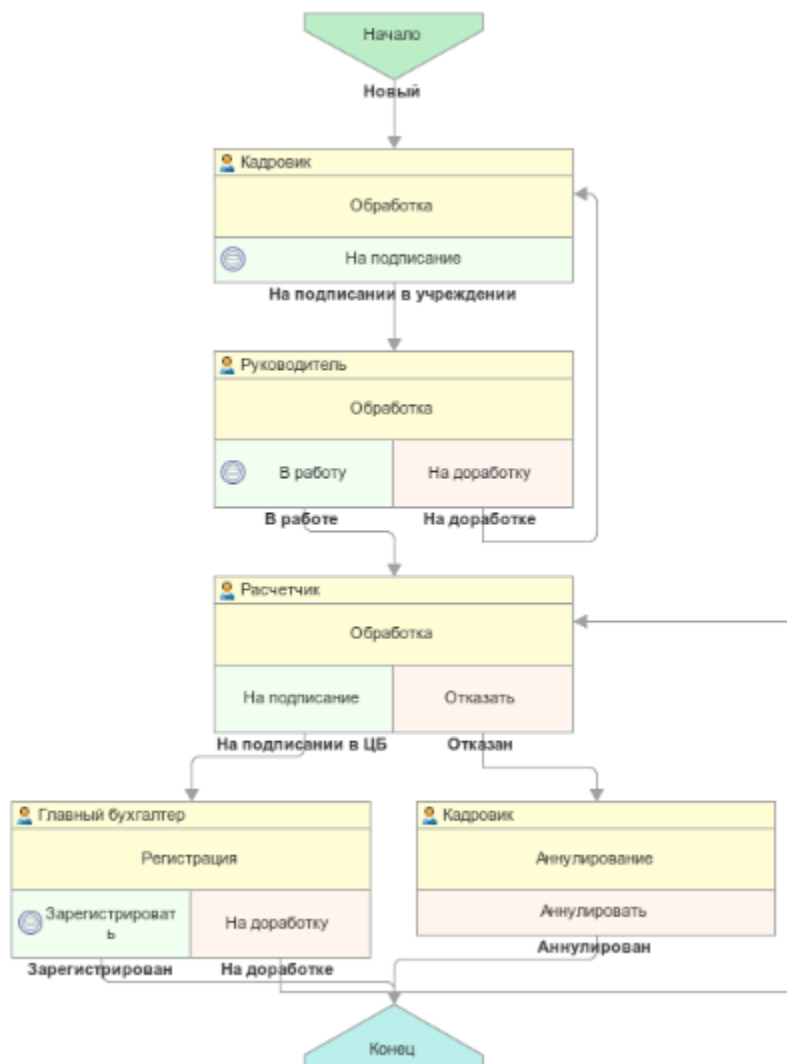 Начало
Новый
Кадровик
Обработка
На подписание
На подписании в учреждении
Руководитель
Обработка
В работу
На доработку
В работе
На доработке
Расчетчик
Обработка
На подписание
Отказать
На подписании в ЦБ
Отказан
Главный бухгалтер
Кадровик
Регистрация
Аннулирование
Зарегистрироват
ь
На доработку
Аннулировать
Аннулирован
Зарегистрирован
На доработке
Конец